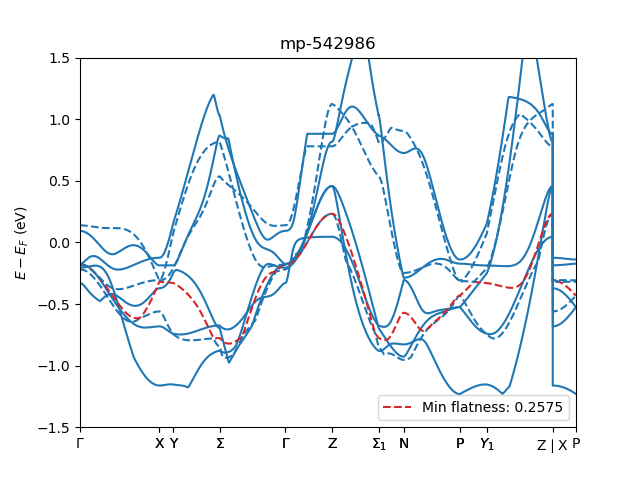 mp-542986
E − E_F (eV)
1.5
1.0
0.5
0.0
−0.5
−1.0
−1.5
Min flatness: 0.2575
Γ X Y Σ Γ Z Σ₁ N P Y₁ Z | X P